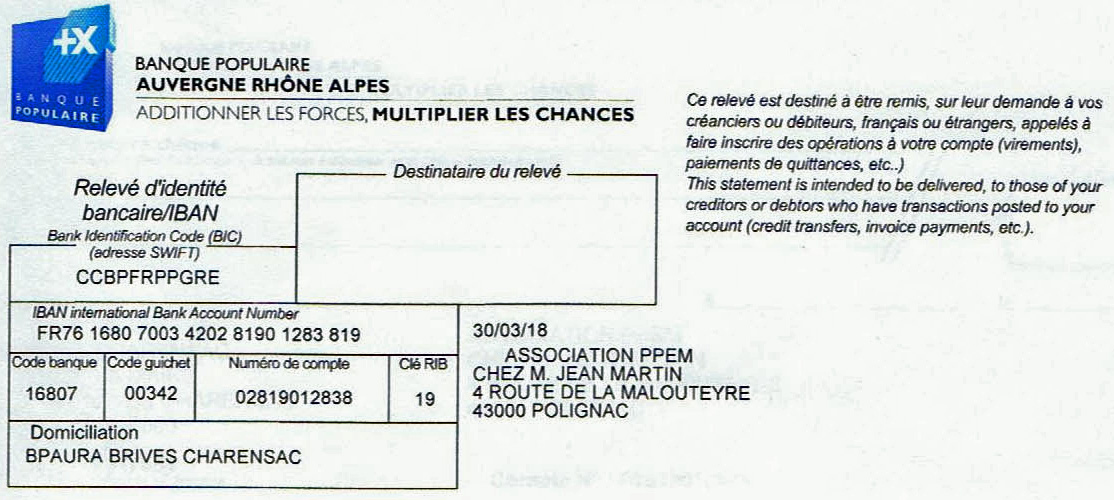 +X
BANQUE
POPULAIRE
BANQUE POPULAIRE
AUVERGNE RHÔNE ALPES
ADDITIONNER LES FORCES, MULTIPLIER LES CHANCES
Ce relevé est destiné à être remis, sur leur demande à vos
créanciers ou débiteurs, français ou étrangers, appelés à
faire inscrire des opérations à votre compte (virements),
paiements de quittances, etc..)
This statement is intended to be delivered, to those of your
creditors or debtors who have transactions posted to your
account (credit transfers, invoice payments, etc.).
Relevé d'identité
bancaire/IBAN
Bank Identification Code (BIC)
(adresse SWIFT)
CCBPFRPPGRE
Destinataire du relevé
IBAN international Bank Account Number
FR76 1680 7003 4202 8190 1283 819
Code banque Code guichet Numéro de compte Clé RIB
16807 00342 02819012838 19
Domiciliation
BPAURA BRIVES CHARENSAC
30/03/18
ASSOCIATION PPEM
CHEZ M. JEAN MARTIN
4 ROUTE DE LA MALOUTEYRE
43000 POLIGNAC